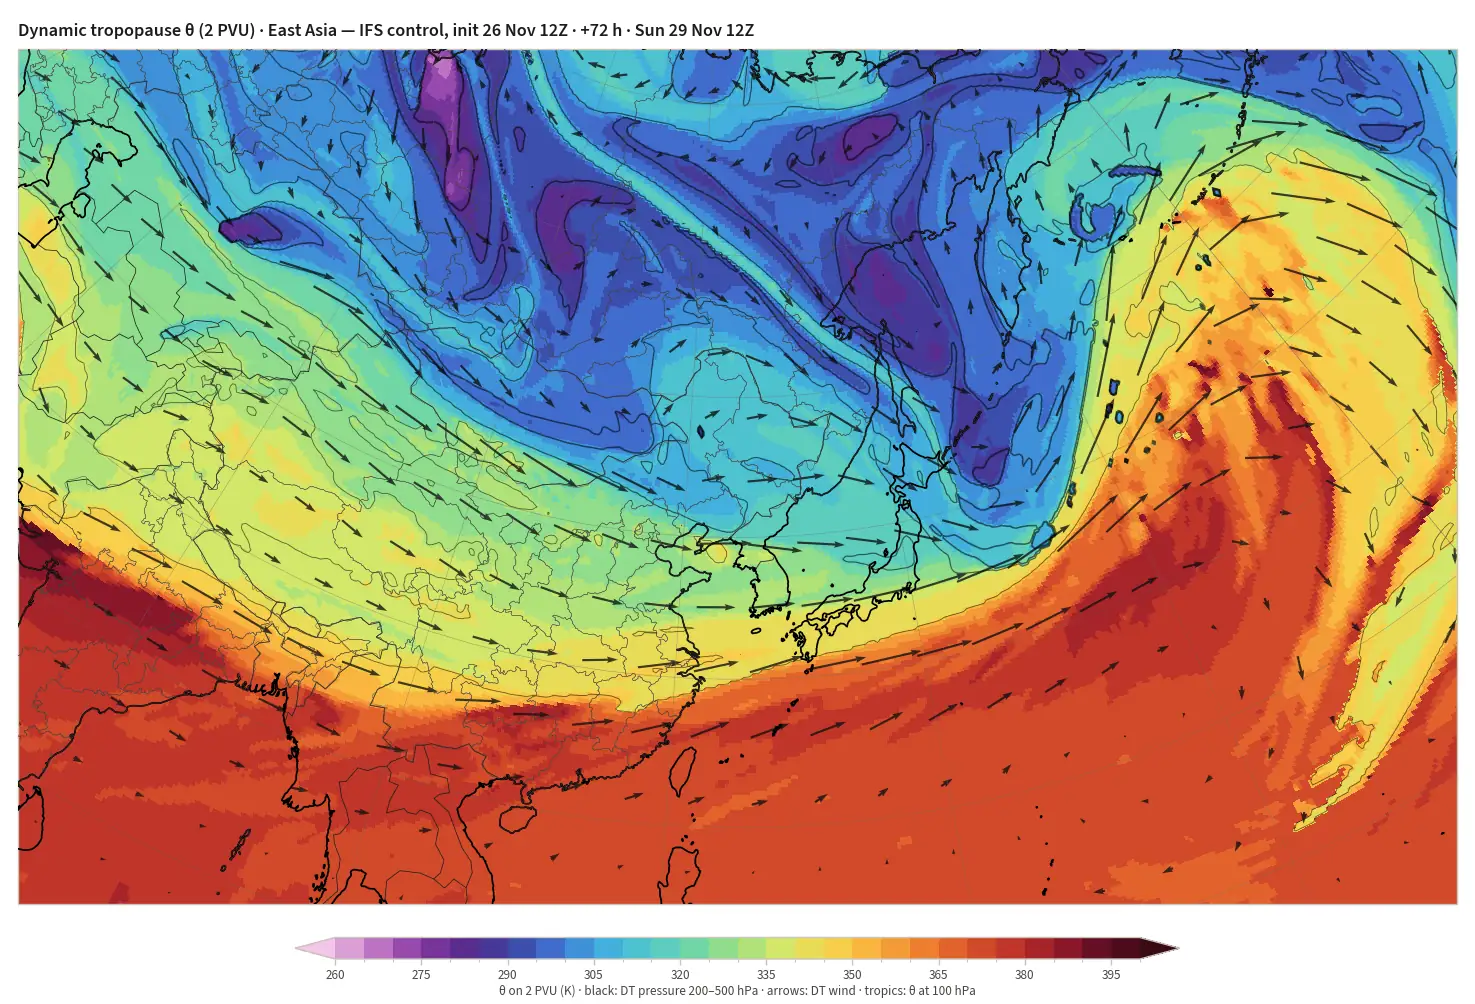 Dynamic tropopause θ (2 PVU) · East Asia — IFS control, init 26 Nov 12Z · +72 h · Sun 29 Nov 12Z
260 275 290 305 320 335 350 365 380 395
θ on 2 PVU (K) · black: DT pressure 200–500 hPa · arrows: DT wind · tropics: θ at 100 hPa